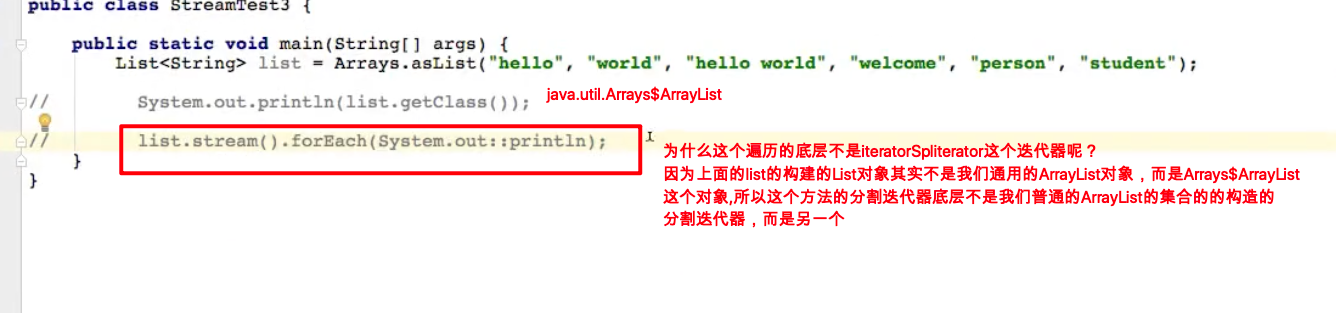 public class StreamTest3 {
public static void main(String[] args) {
List<String> list = Arrays.asList("hello", "world", "hello world", "welcome", "person", "student");
// System.out.println(list.getClass());
java.util.Arrays$ArrayList
// list.stream().forEach(System.out::println);
为什么这个遍历的底层不是iteratorSpliterator这个迭代器呢？
因为上面的list的构建的List对象其实不是我们通用的ArrayList对象，而是Arrays$ArrayList
这个对象,所以这个方法的分割迭代器底层不是我们普通的ArrayList的集合的的构造的
分割迭代器，而是另一个
}
}